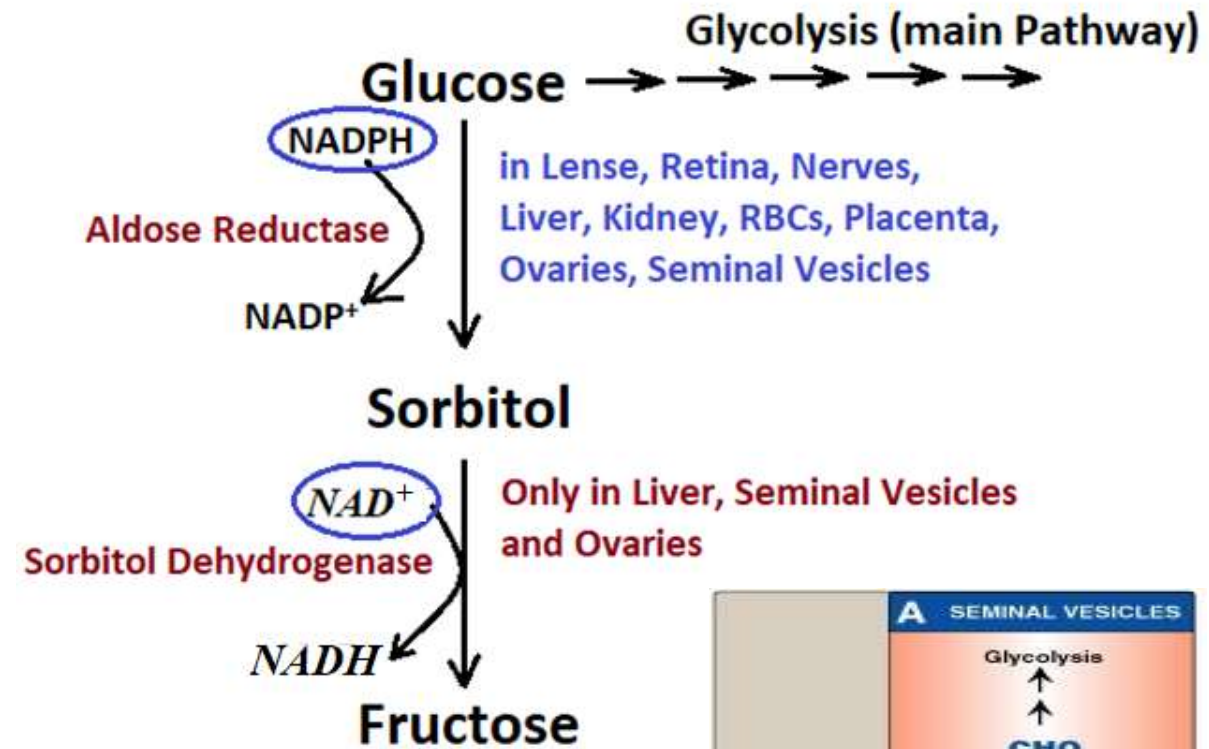 Glycolysis (main Pathway)
Glucose
NADPH
in Lense, Retina, Nerves,
Liver, Kidney, RBCs, Placenta,
Ovaries, Seminal Vesicles
Aldose Reductase
NADP⁺
Sorbitol
NAD⁺
Only in Liver, Seminal Vesicles
and Ovaries
Sorbitol Dehydrogenase
NADH
Fructose
A SEMINAL VESICLES
Glycolysis
CHO